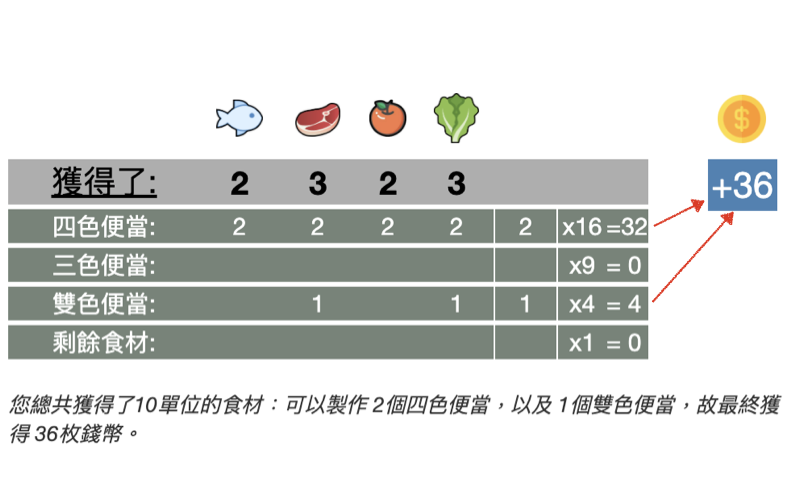 $
獲得了: 2 3 2 3 +36
四色便當: 2 2 2 2 2 x16 =32
三色便當: x9 = 0
雙色便當: 1 1 1 x4 = 4
剩餘食材: x1 = 0
您總共獲得了10單位的食材：可以製作 2個四色便當，以及 1個雙色便當，故最終獲
得 36枚錢幣。